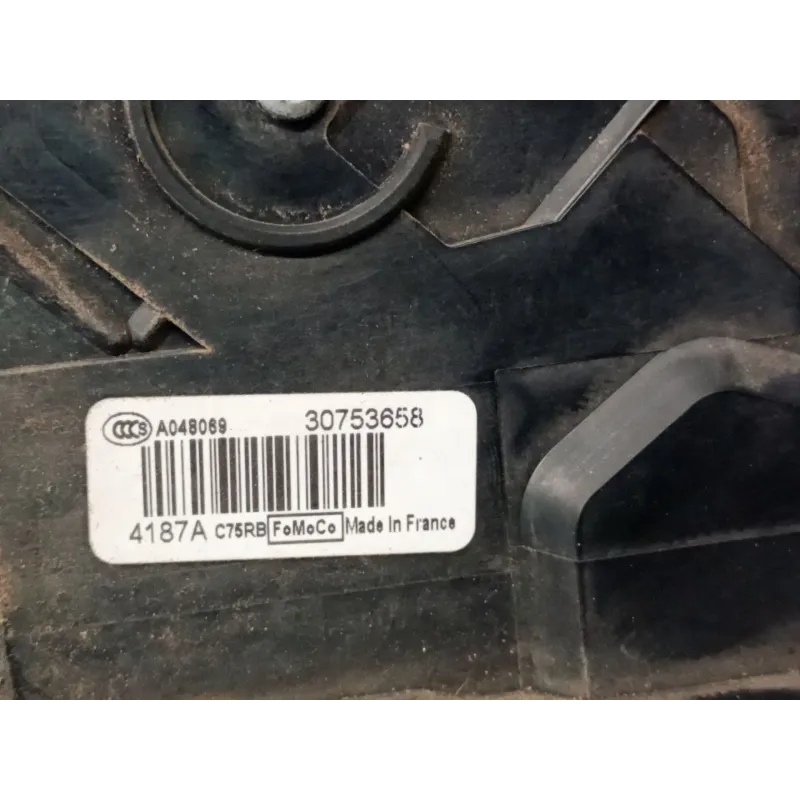 CCCS A048069 30753658
4187A C75RB FoMoCo Made In France